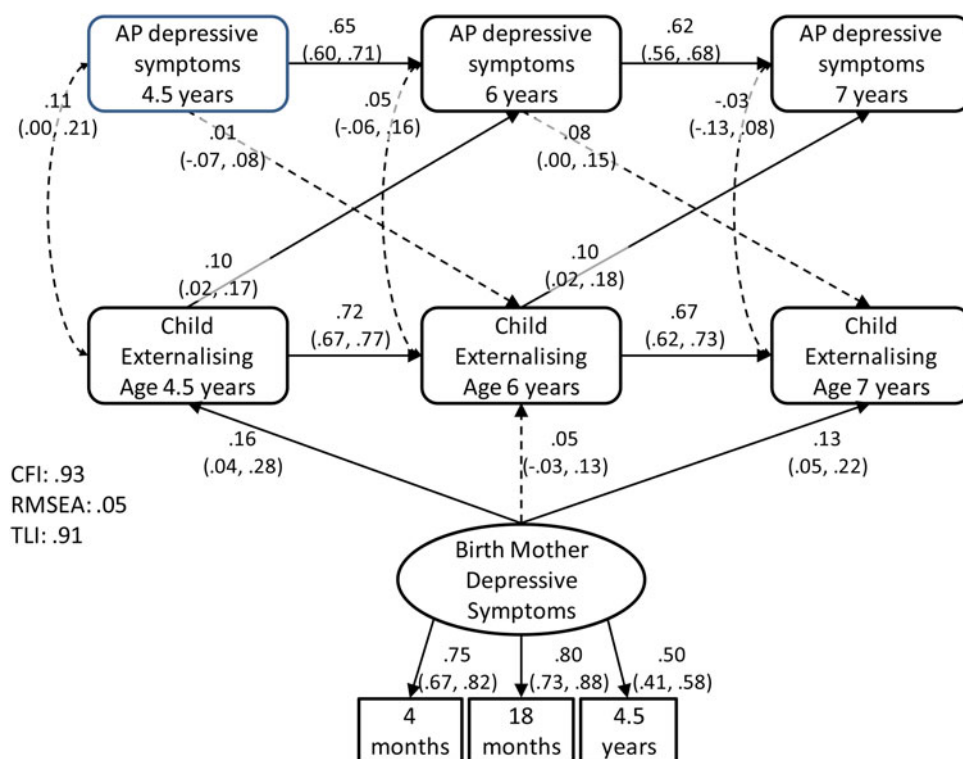 AP depressive
symptoms
4.5 years
.65
(.60, .71)
AP depressive
symptoms
6 years
.62
(.56, .68)
AP depressive
symptoms
7 years
.11
(.00, .21)
.01
(-.07, .08)
.05
(-.06, .16)
.08
(.00, .15)
-.03
(-.13, .08)
.10
(.02, .17)
.10
(.02, .18)
Child
Externalising
Age 4.5 years
.72
(.67, .77)
Child
Externalising
Age 6 years
.67
(.62, .73)
Child
Externalising
Age 7 years
.16
(.04, .28)
.05
(-.03, .13)
.13
(.05, .22)
CFI: .93
RMSEA: .05
TLI: .91
Birth Mother
Depressive
Symptoms
.75
(.67, .82)
.80
(.73, .88)
.50
(.41, .58)
4
months
18
months
4.5
years